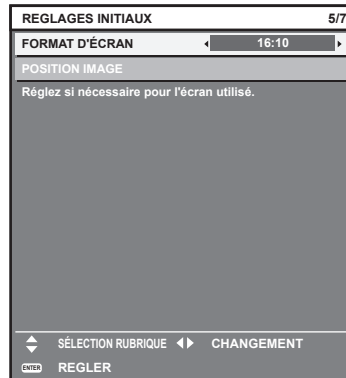 REGLAGES INITIAUX 5/7
FORMAT D'ÉCRAN 16:10
POSITION IMAGE
Réglez si nécessaire pour l'écran utilisé.
SÉLECTION RUBRIQUE CHANGEMENT
ENTER REGLER